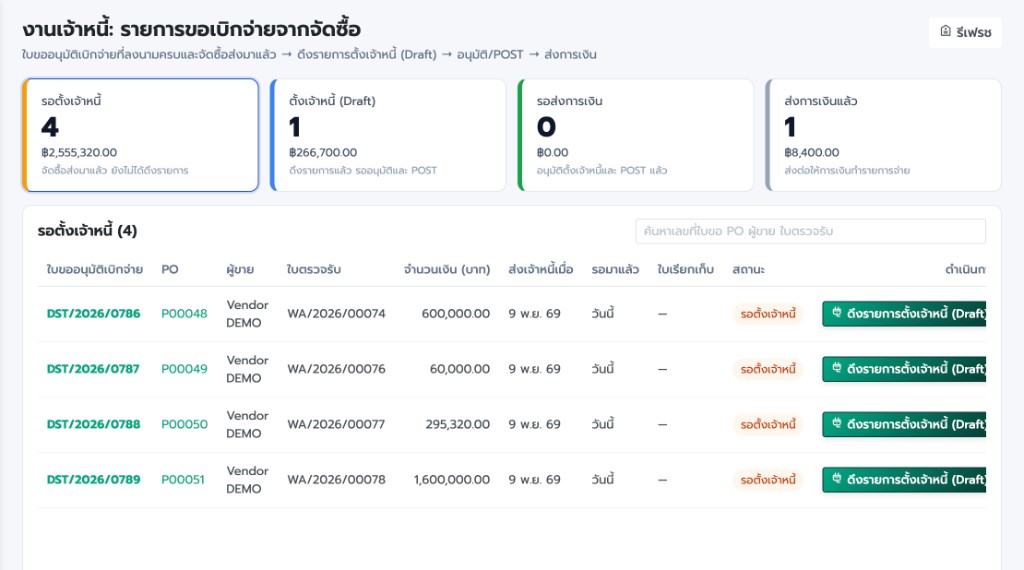 งานเจ้าหนี้: รายการขอเบิกจ่ายจากจัดซื้อ
รีเฟรช
ใบขออนุมัติเบิกจ่ายที่ลงนามครบและจัดซื้อส่งมาแล้ว → ดึงรายการตั้งเจ้าหนี้ (Draft) → อนุมัติ/POST → ส่งการเงิน
รอตั้งเจ้าหนี้
4
฿2,555,320.00
จัดซื้อส่งมาแล้ว ยังไม่ได้ดึงรายการ
ตั้งเจ้าหนี้ (Draft)
1
฿266,700.00
ดึงรายการแล้ว รออนุมัติและ POST
รอส่งการเงิน
0
฿0.00
อนุมัติตั้งเจ้าหนี้และ POST แล้ว
ส่งการเงินแล้ว
1
฿8,400.00
ส่งต่อให้การเงินทำรายการจ่าย
รอตั้งเจ้าหนี้ (4)
ค้นหาเลขที่ใบขอ PO ผู้ขาย ใบตรวจรับ
ใบขออนุมัติเบิกจ่าย PO ผู้ขาย ใบตรวจรับ จำนวนเงิน (บาท) ส่งเจ้าหนี้เมื่อ รอมาแล้ว ใบเรียกเก็บ สถานะ ดำเนินก
DST/2026/0786 P00048 Vendor DEMO WA/2026/00074 600,000.00 9 พ.ย. 69 วันนี้ — รอตั้งเจ้าหนี้ ดึงรายการตั้งเจ้าหนี้ (Draft)
DST/2026/0787 P00049 Vendor DEMO WA/2026/00076 60,000.00 9 พ.ย. 69 วันนี้ — รอตั้งเจ้าหนี้ ดึงรายการตั้งเจ้าหนี้ (Draft)
DST/2026/0788 P00050 Vendor DEMO WA/2026/00077 295,320.00 9 พ.ย. 69 วันนี้ — รอตั้งเจ้าหนี้ ดึงรายการตั้งเจ้าหนี้ (Draft)
DST/2026/0789 P00051 Vendor DEMO WA/2026/00078 1,600,000.00 9 พ.ย. 69 วันนี้ — รอตั้งเจ้าหนี้ ดึงรายการตั้งเจ้าหนี้ (Draft)